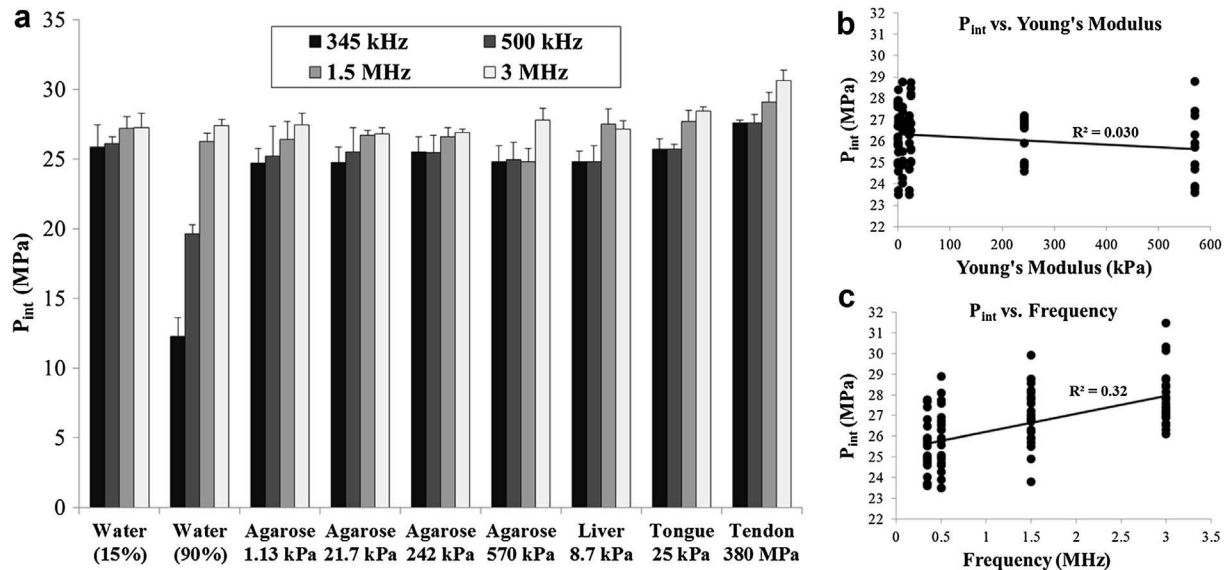 a
35
30
25
20
15
10
5
0
P_int (MPa)
345 kHz
500 kHz
1.5 MHz
3 MHz
Water (15%)
Water (90%)
Agarose 1.13 kPa
Agarose 21.7 kPa
Agarose 242 kPa
Agarose 570 kPa
Liver 8.7 kPa
Tongue 25 kPa
Tendon 380 MPa
b
P_int vs. Young's Modulus
32
31
30
29
28
27
26
25
24
23
22
P_int (MPa)
R² = 0.030
0 100 200 300 400 500 600
Young's Modulus (kPa)
c
P_int vs. Frequency
32
31
30
29
28
27
26
25
24
23
22
P_int (MPa)
R² = 0.32
0 0.5 1 1.5 2 2.5 3 3.5
Frequency (MHz)